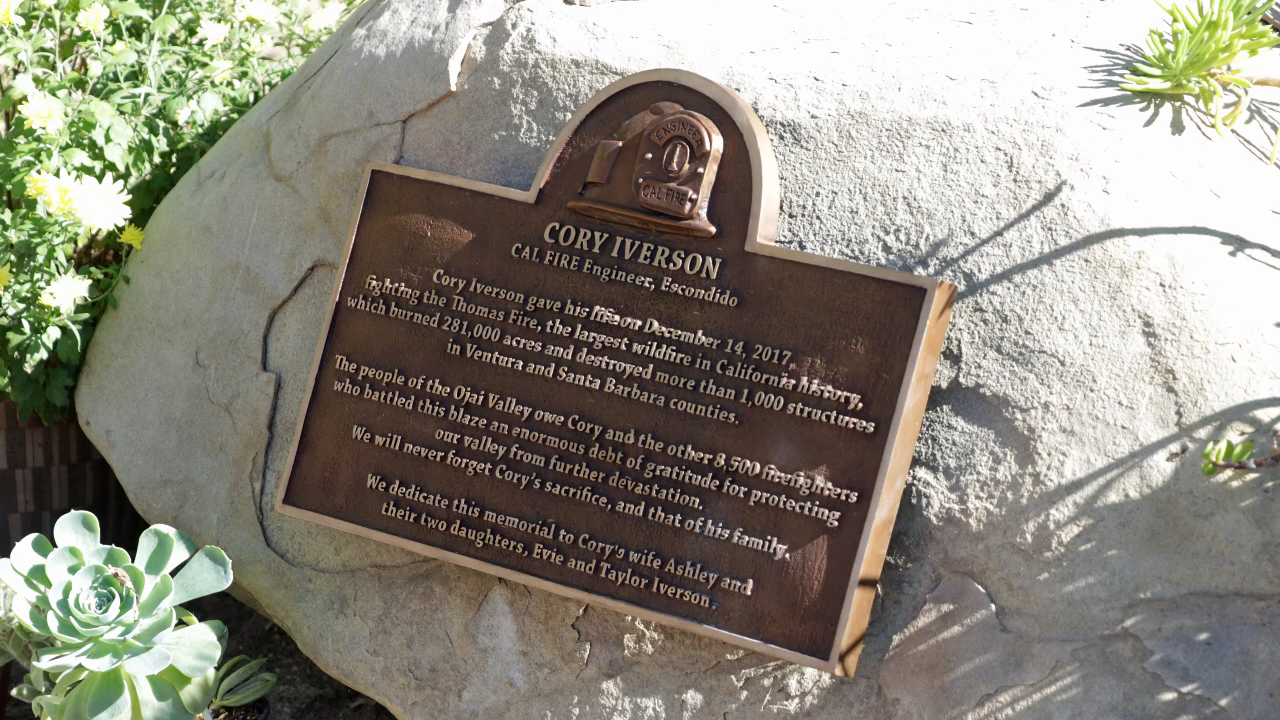 ENGINEER
CAL FIRE
CORY IVERSON
CAL FIRE Engineer, Escondido
Cory Iverson gave his life on December 14, 2017,
fighting the Thomas Fire, the largest wildfire in California history,
which burned 281,000 acres and destroyed more than 1,000 structures
in Ventura and Santa Barbara counties.
The people of the Ojai Valley owe Cory and the other 8,500 firefighters
who battled this blaze an enormous debt of gratitude for protecting
our valley from further devastation.
We will never forget Cory's sacrifice, and that of his family.
We dedicate this memorial to Cory's wife Ashley and
their two daughters, Evie and Taylor Iverson.